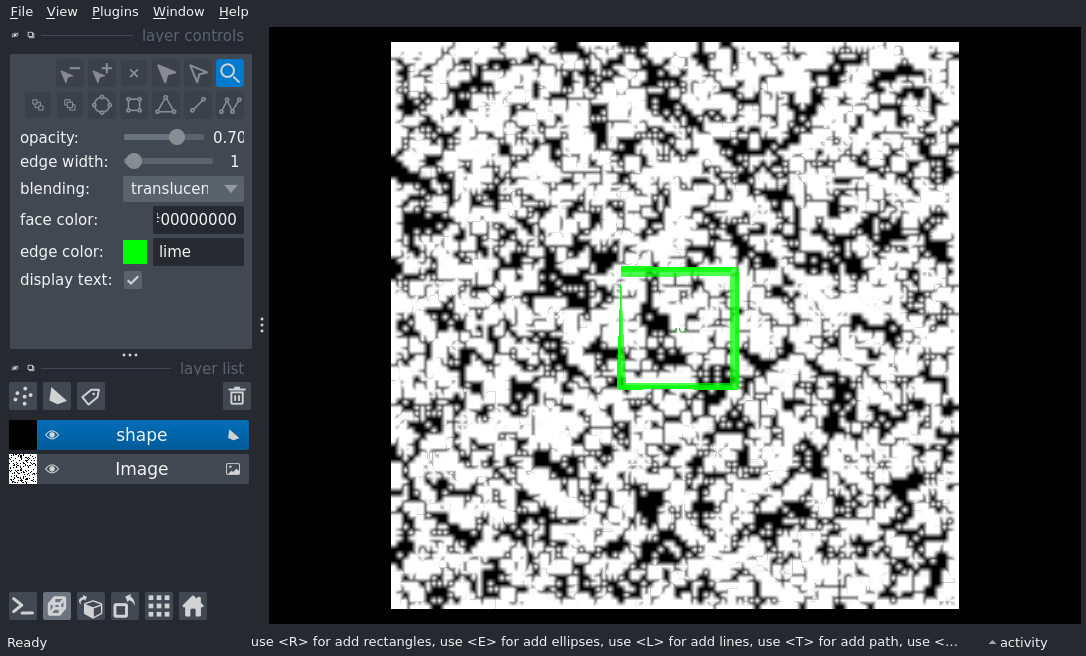 File View Plugins Window Help
layer controls
opacity: 0.70
edge width: 1
blending: translucen
face color: 00000000
edge color: lime
display text:
layer list
shape
Image
Ready
use <R> for add rectangles, use <E> for add ellipses, use <L> for add lines, use <T> for add path, use <...
activity